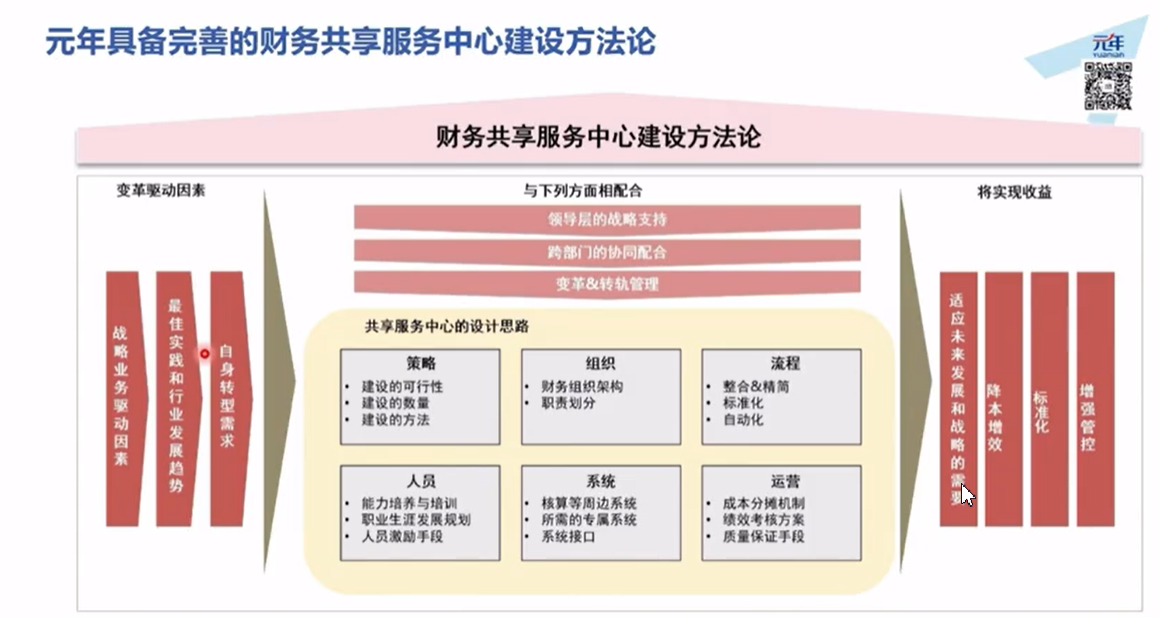 元年具备完善的财务共享服务中心建设方法论
元年
yuanian
财务共享服务中心建设方法论
变革驱动因素
战略业务驱动因素
最佳实践和行业发展趋势
自身转型需求
与下列方面相配合
领导层的战略支持
跨部门的协同配合
变革&转轨管理
共享服务中心的设计思路
策略
• 建设的可行性
• 建设的数量
• 建设的方法
组织
• 财务组织架构
• 职责划分
流程
• 整合&精简
• 标准化
• 自动化
人员
• 能力培养与培训
• 职业生涯发展规划
• 人员激励手段
系统
• 核算等周边系统
• 所需的专属系统
• 系统接口
运营
• 成本分摊机制
• 绩效考核方案
• 质量保证手段
将实现收益
适应未来发展和战略的需要
降本增效
标准化
增强管控